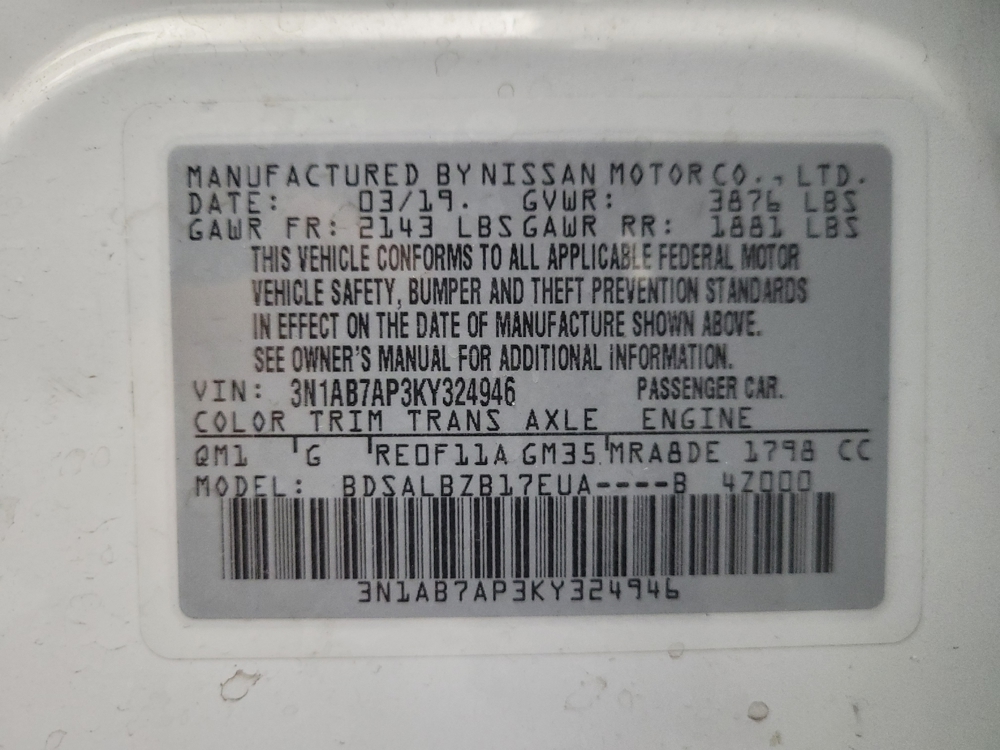 MANUFACTURED BY NISSAN MOTOR CO., LTD.
DATE: 03/19. GVWR: 3876 LBS
GAWR FR: 2143 LBS GAWR RR: 1881 LBS
THIS VEHICLE CONFORMS TO ALL APPLICABLE FEDERAL MOTOR
VEHICLE SAFETY, BUMPER AND THEFT PREVENTION STANDARDS
IN EFFECT ON THE DATE OF MANUFACTURE SHOWN ABOVE.
SEE OWNER'S MANUAL FOR ADDITIONAL INFORMATION.
VIN: 3N1AB7AP3KY324946 PASSENGER CAR.
COLOR TRIM TRANS AXLE ENGINE
QM1 G RE0F11A GM35 MRA8DE 1798 CC
MODEL: BDSALBZB17EUA----B 4Z000
3N1AB7AP3KY324946